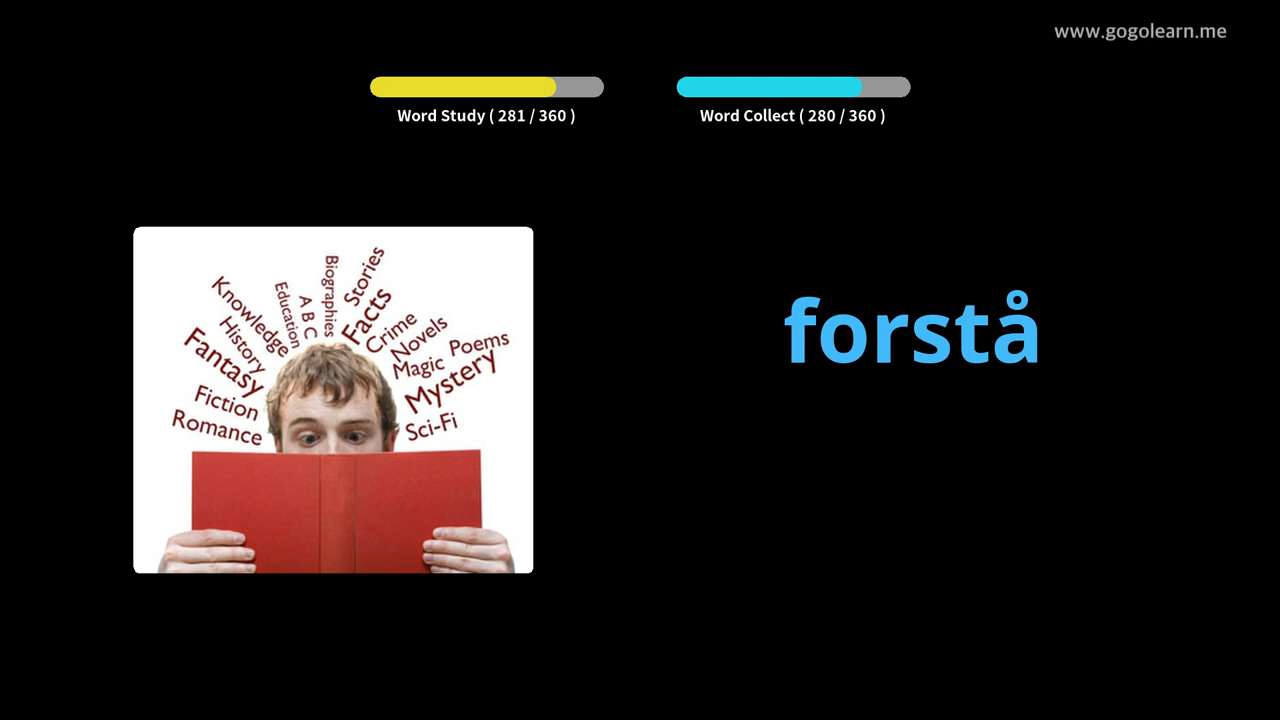 www.gogolearn.me
Word Study ( 281 / 360 )
Word Collect ( 280 / 360 )
Biographies
Stories
Knowledge
Education
A B C
Facts
History
Crime
Novels
Fantasy
Magic
Poems
Mystery
Fiction
Romance
Sci-Fi
forstå